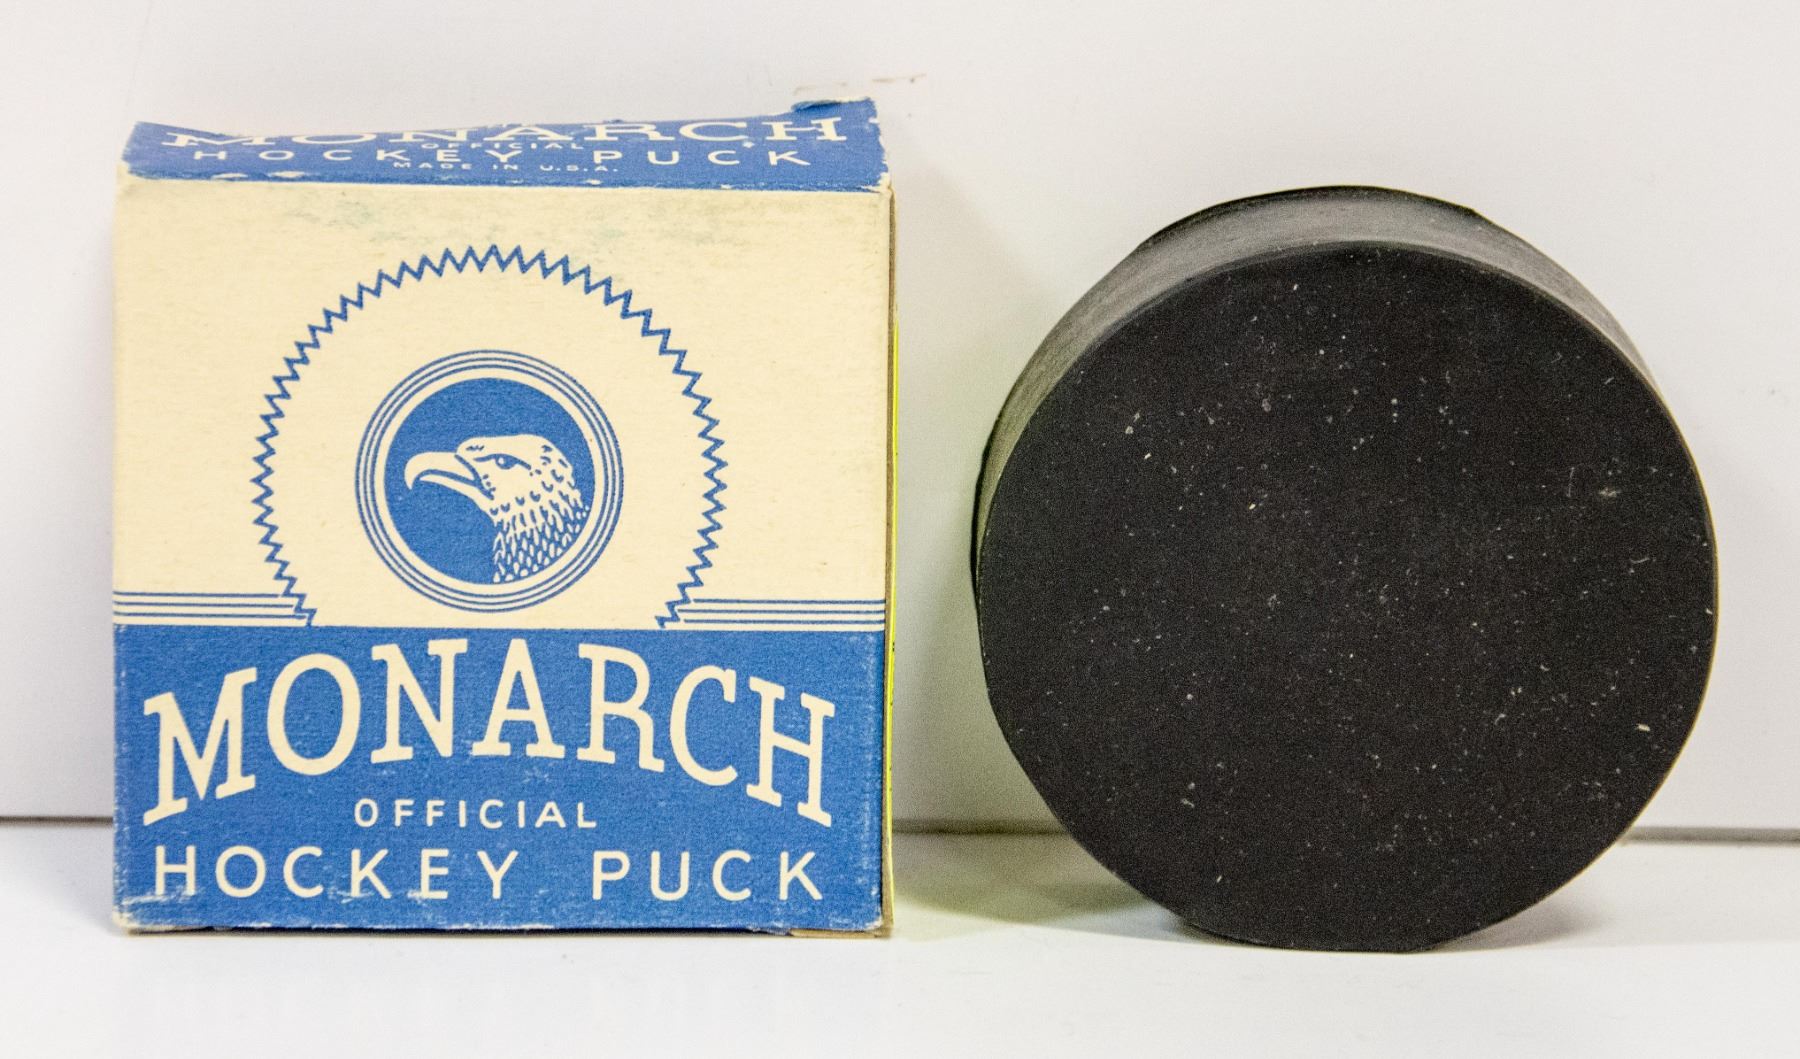 MONARCH
OFFICIAL
HOCKEY PUCK
MADE IN U.S.A.
MONARCH
OFFICIAL
HOCKEY PUCK